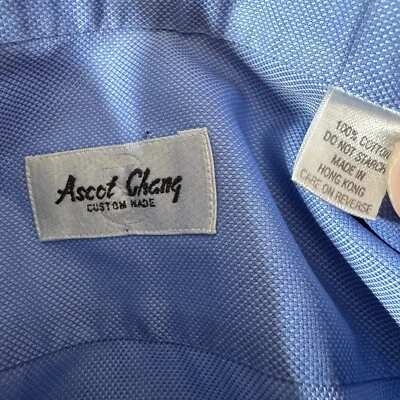 Ascot Chang
CUSTOM MADE
100% COTTON
DO NOT STARCH
MADE IN
HONG KONG
CARE ON REVERSE